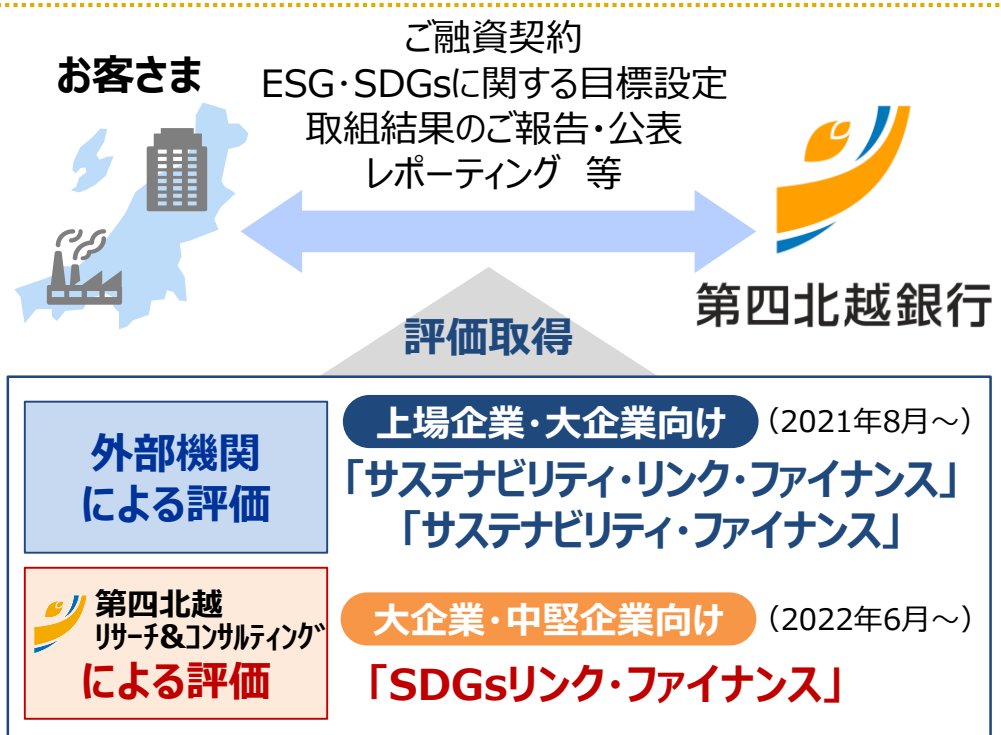 お客さま
ご融資契約
ESG・SDGsに関する目標設定
取組結果のご報告・公表
レポーティング 等
第四北越銀行
評価取得
外部機関
による評価
上場企業・大企業向け (2021年8月~)
「サステナビリティ・リンク・ファイナンス」
「サステナビリティ・ファイナンス」
第四北越
リサーチ&コンサルティング
による評価
大企業・中堅企業向け (2022年6月~)
「SDGsリンク・ファイナンス」